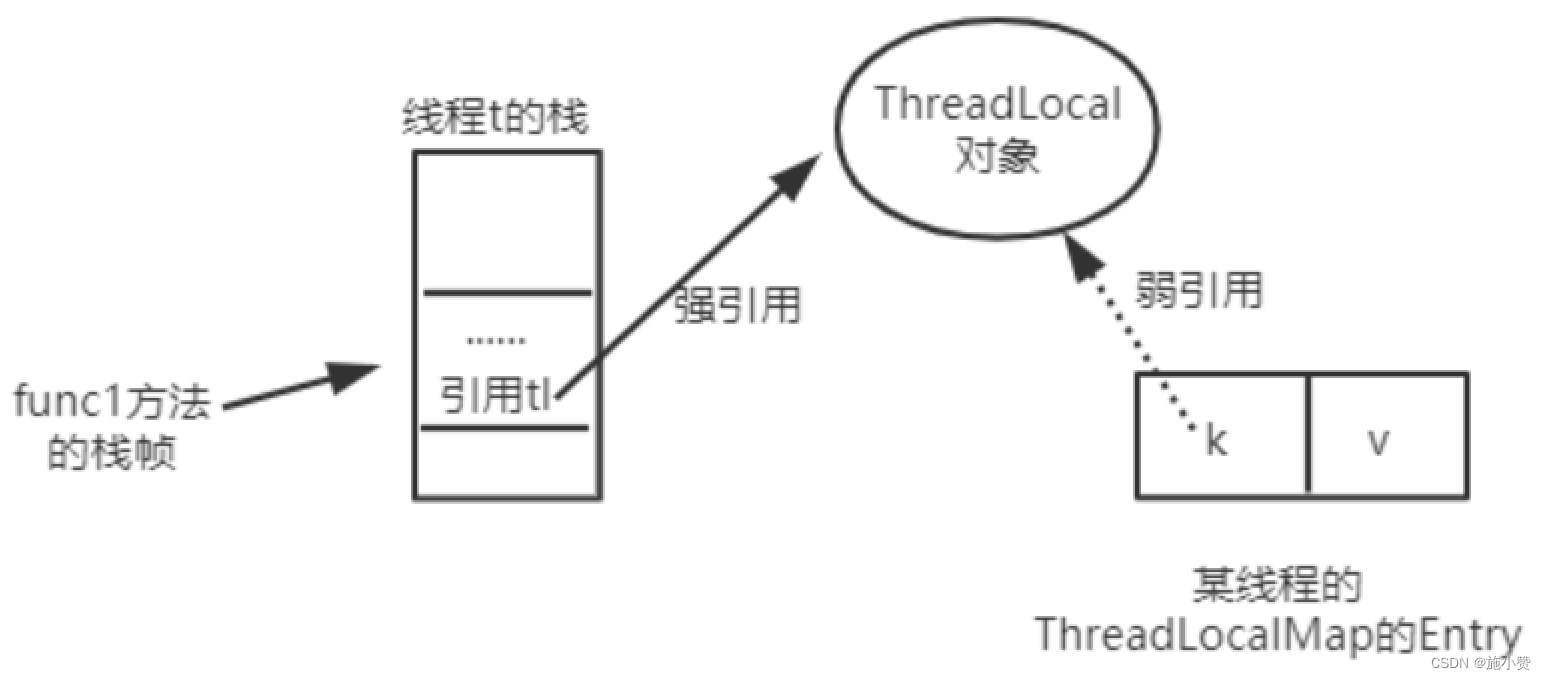 线程t的栈
ThreadLocal
对象
强引用
弱引用
......
引用tl
func1方法
的栈帧
k
v
某线程的
ThreadLocalMap的Entry
CSDN @施小赞